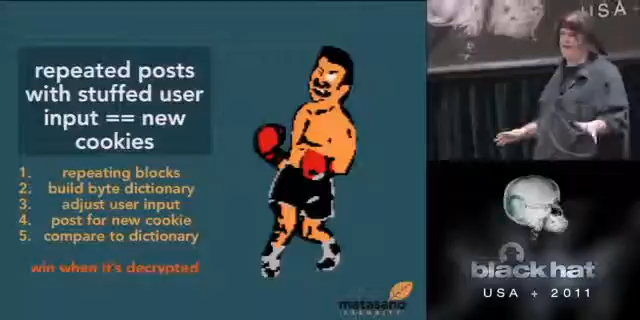 repeated posts
with stuffed user
input == new
cookies
1. repeating blocks
2. build byte dictionary
3. adjust user input
4. post for new cookie
5. compare to dictionary
win when it's decrypted
matasano
SECURITY
USA
black hat
USA + 2011